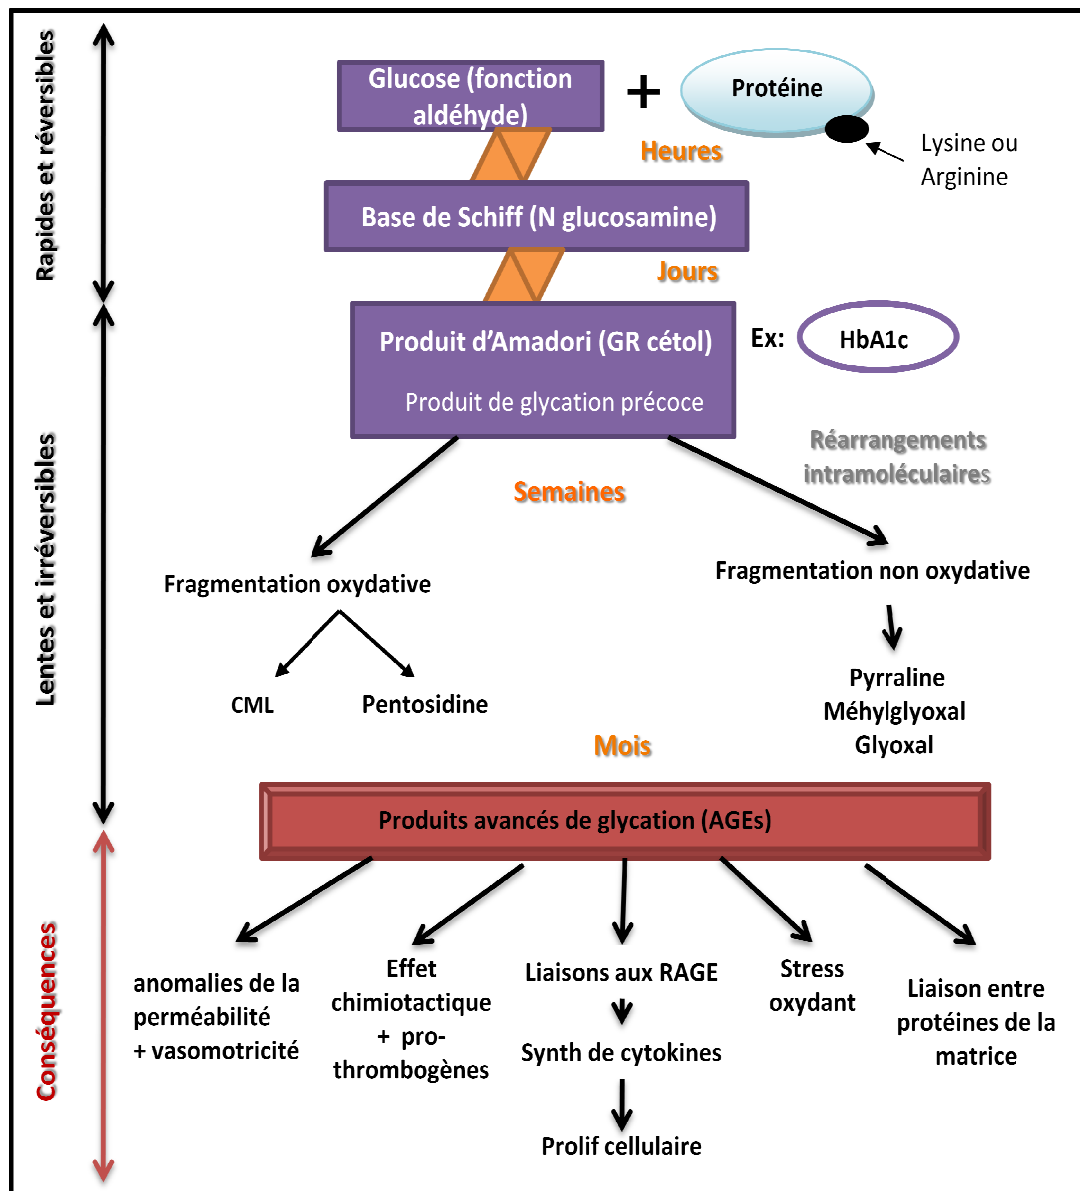 Rapides et réversibles
Glucose (fonction
aldéhyde)
+
Protéine
Lysine ou
Arginine
Heures
Base de Schiff (N glucosamine)
Jours
Lentes et irréversibles
Produit d’Amadori (GR cétol)
Produit de glycation précoce
Ex:
HbA1c
Réarrangements
intramoléculaires
Semaines
Fragmentation oxydative
Fragmentation non oxydative
CML
Pentosidine
Pyrraline
Méhylglyoxal
Glyoxal
Mois
Produits avancés de glycation (AGEs)
Conséquences
anomalies de la
perméabilité
+ vasomotricité
Effet
chimiotactique
+ pro-
thrombogènes
Liaisons aux RAGE
Synth de cytokines
Prolif cellulaire
Stress
oxydant
Liaison entre
protéines de la
matrice